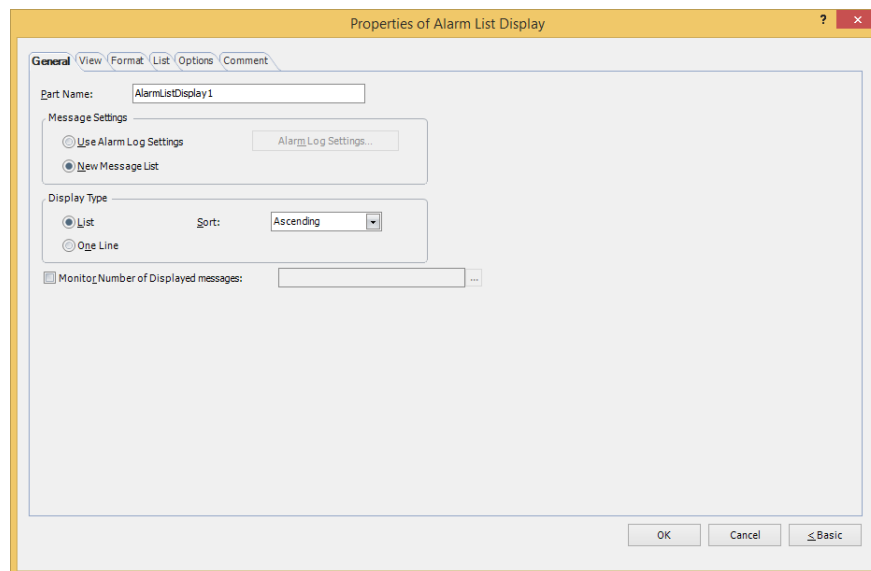 Properties of Alarm List Display ? ×
General View Format List Options Comment
Part Name: AlarmListDisplay1
Message Settings
Use Alarm Log Settings Alarm Log Settings...
New Message List
Display Type
List Sort: Ascending
One Line
Monitor Number of Displayed messages: ...
OK Cancel < Basic